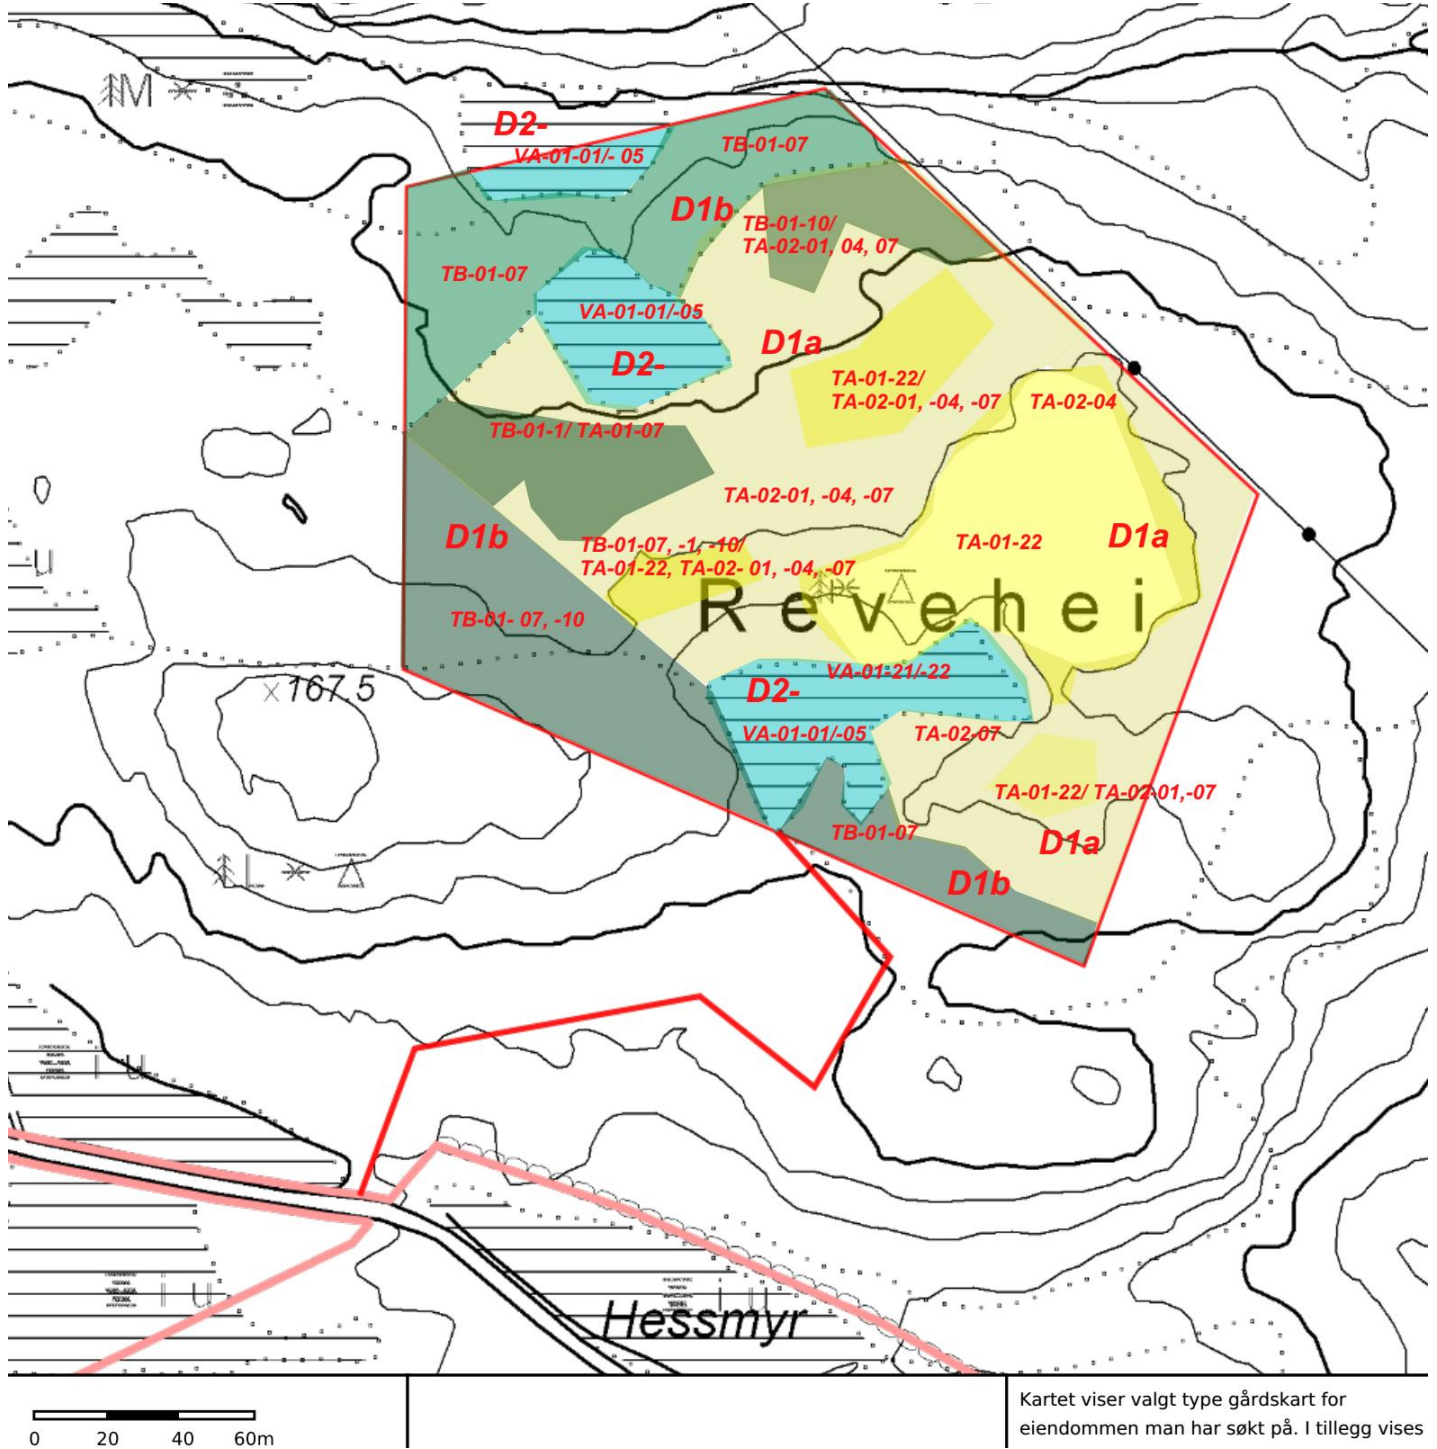 M
D2-
VA-01-01/- 05
TB-01-07
D1b
TB-01-10/
TA-02-01, 04, 07
TB-01-07
VA-01-01/-05
D1a
D2-
TA-01-22/
TA-02-01, -04, -07
TA-02-04
TB-01-1/ TA-01-07
TA-02-01, -04, -07
D1b
TB-01-07, -1, -10/
TA-01-22, TA-02- 01, -04, -07
TA-01-22
D1a
u
Revehei
TB-01- 07, -10
167.5
D2-
VA-01-21/-22
VA-01-01/-05
TA-02-07
TA-01-22/ TA-02-01,-07
TB-01-07
D1a
L
D1b
I u
I u
I u
Hessmyr
0 20 40 60m
Kartet viser valgt type gårdskart for
eiendommen man har søkt på. I tillegg vises